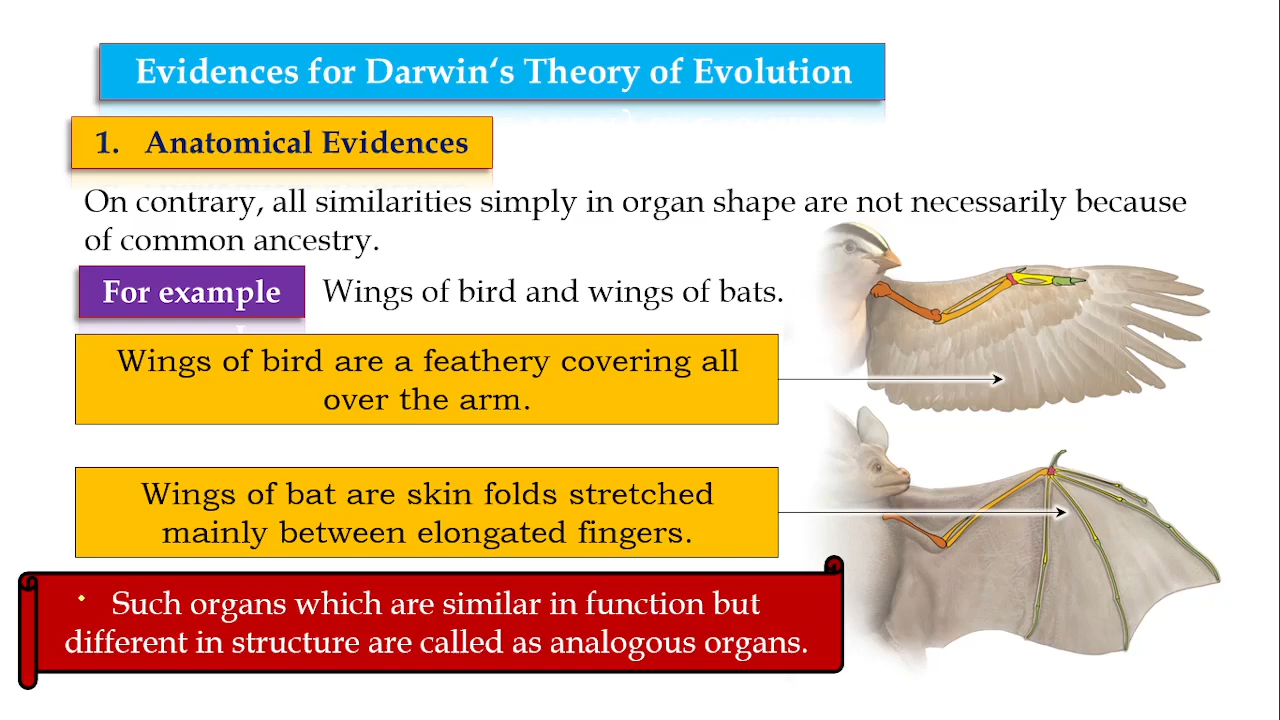 Evidences for Darwin‘s Theory of Evolution
1. Anatomical Evidences
On contrary, all similarities simply in organ shape are not necessarily because
of common ancestry.
For example
Wings of bird and wings of bats.
Wings of bird are a feathery covering all
over the arm.
Wings of bat are skin folds stretched
mainly between elongated fingers.
• Such organs which are similar in function but
different in structure are called as analogous organs.